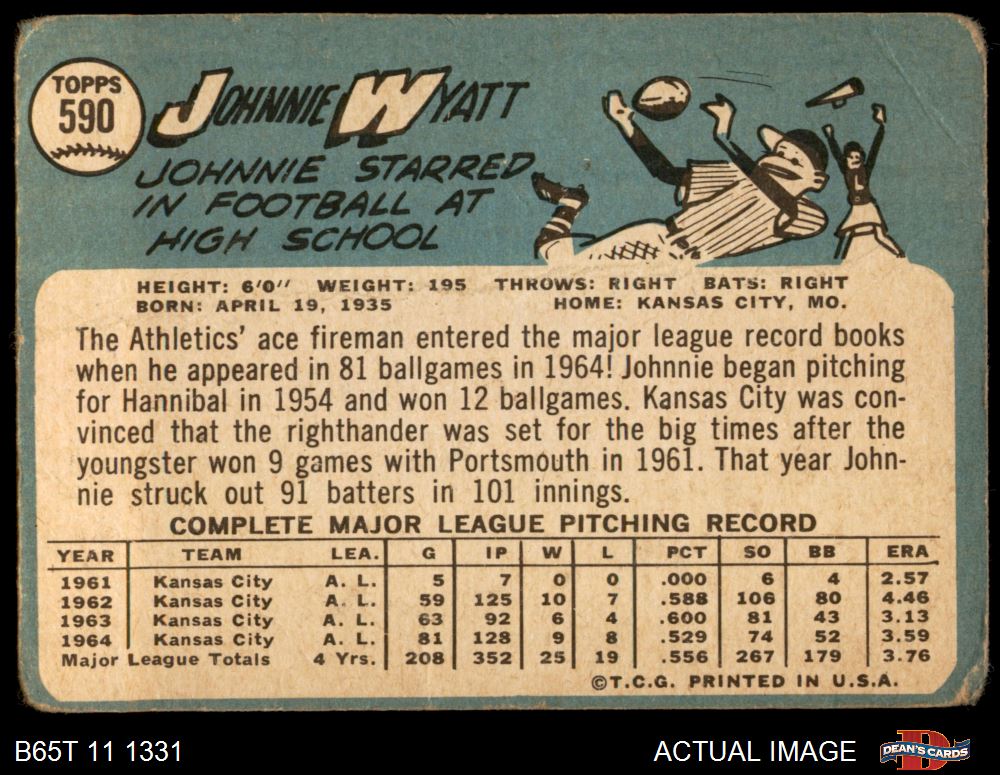 TOPPS
590
JOHNNIE WYATT
JOHNNIE STARRED
IN FOOTBALL AT
HIGH SCHOOL
L
HEIGHT: 6'0" WEIGHT: 195 THROWS: RIGHT BATS: RIGHT
BORN: APRIL 19, 1935 HOME: KANSAS CITY, MO.
The Athletics' ace fireman entered the major league record books
when he appeared in 81 ballgames in 1964! Johnnie began pitching
for Hannibal in 1954 and won 12 ballgames. Kansas City was con-
vinced that the righthander was set for the big times after the
youngster won 9 games with Portsmouth in 1961. That year John-
nie struck out 91 batters in 101 innings.
COMPLETE MAJOR LEAGUE PITCHING RECORD
YEAR TEAM LEA. G IP W L PCT SO BB ERA
1961 Kansas City A. L. 5 7 0 0 .000 6 4 2.57
1962 Kansas City A. L. 59 125 10 7 .588 106 80 4.46
1963 Kansas City A. L. 63 92 6 4 .600 81 43 3.13
1964 Kansas City A. L. 81 128 9 8 .529 74 52 3.59
Major League Totals 4 Yrs. 208 352 25 19 .556 267 179 3.76
©T.C.G. PRINTED IN U.S.A.
B65T 11 1331 ACTUAL IMAGE D DEAN'S CARDS